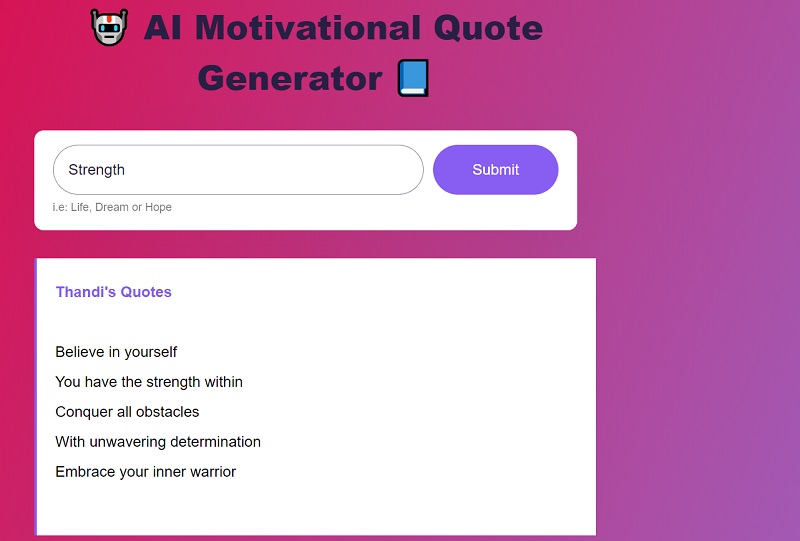 AI Motivational Quote
Generator
Strength
Submit
i.e: Life, Dream or Hope
Thandi's Quotes
Believe in yourself
You have the strength within
Conquer all obstacles
With unwavering determination
Embrace your inner warrior